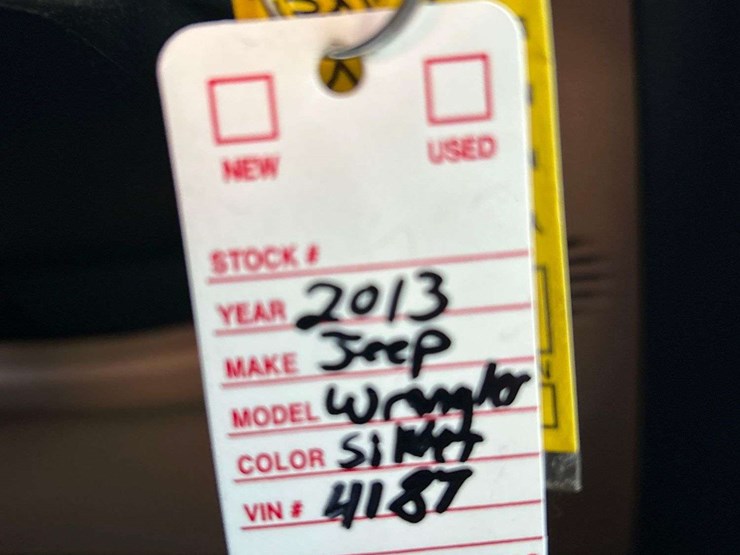 NEW USED
STOCK #
YEAR 2013
MAKE Jeep
MODEL Wrangler
COLOR Silver
VIN # 4187